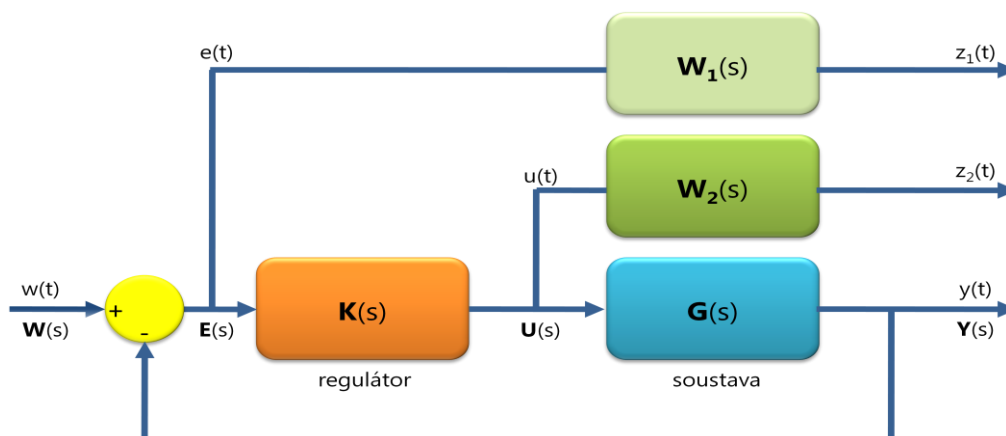 e(t)
W1(s)
z1(t)
u(t)
W2(s)
z2(t)
w(t)
W(s)
+
-
E(s)
K(s)
regulátor
U(s)
G(s)
soustava
y(t)
Y(s)